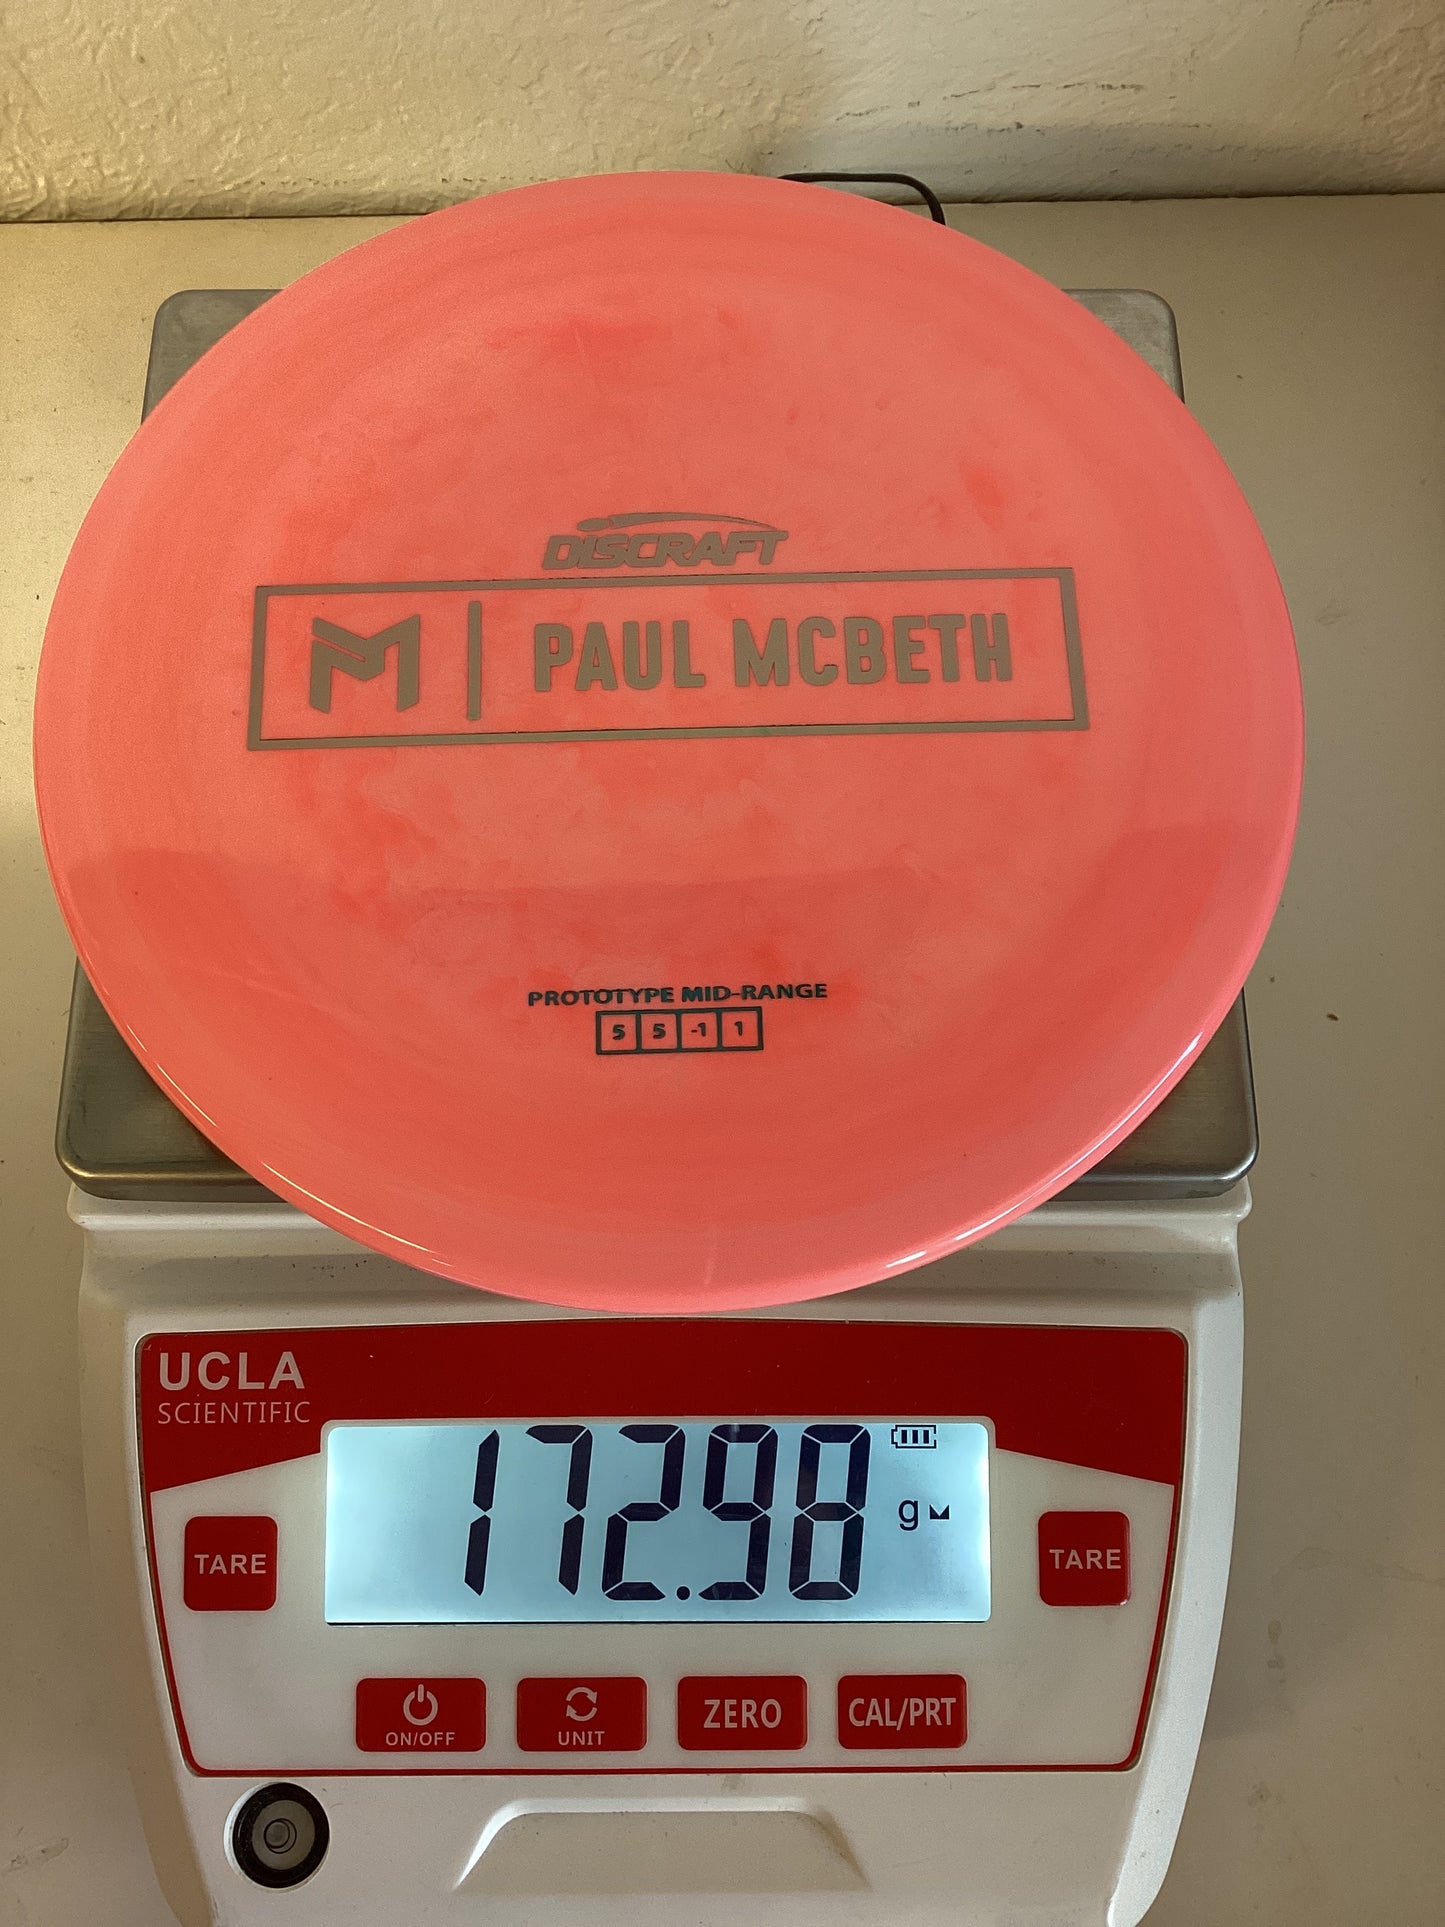 DISCRAFT
M | PAUL MCBETH
PROTOTYPE MID-RANGE
5 5 -1 1
UCLA
SCIENTIFIC
172.98 g
TARE TARE
ON/OFF UNIT ZERO CAL/PRT